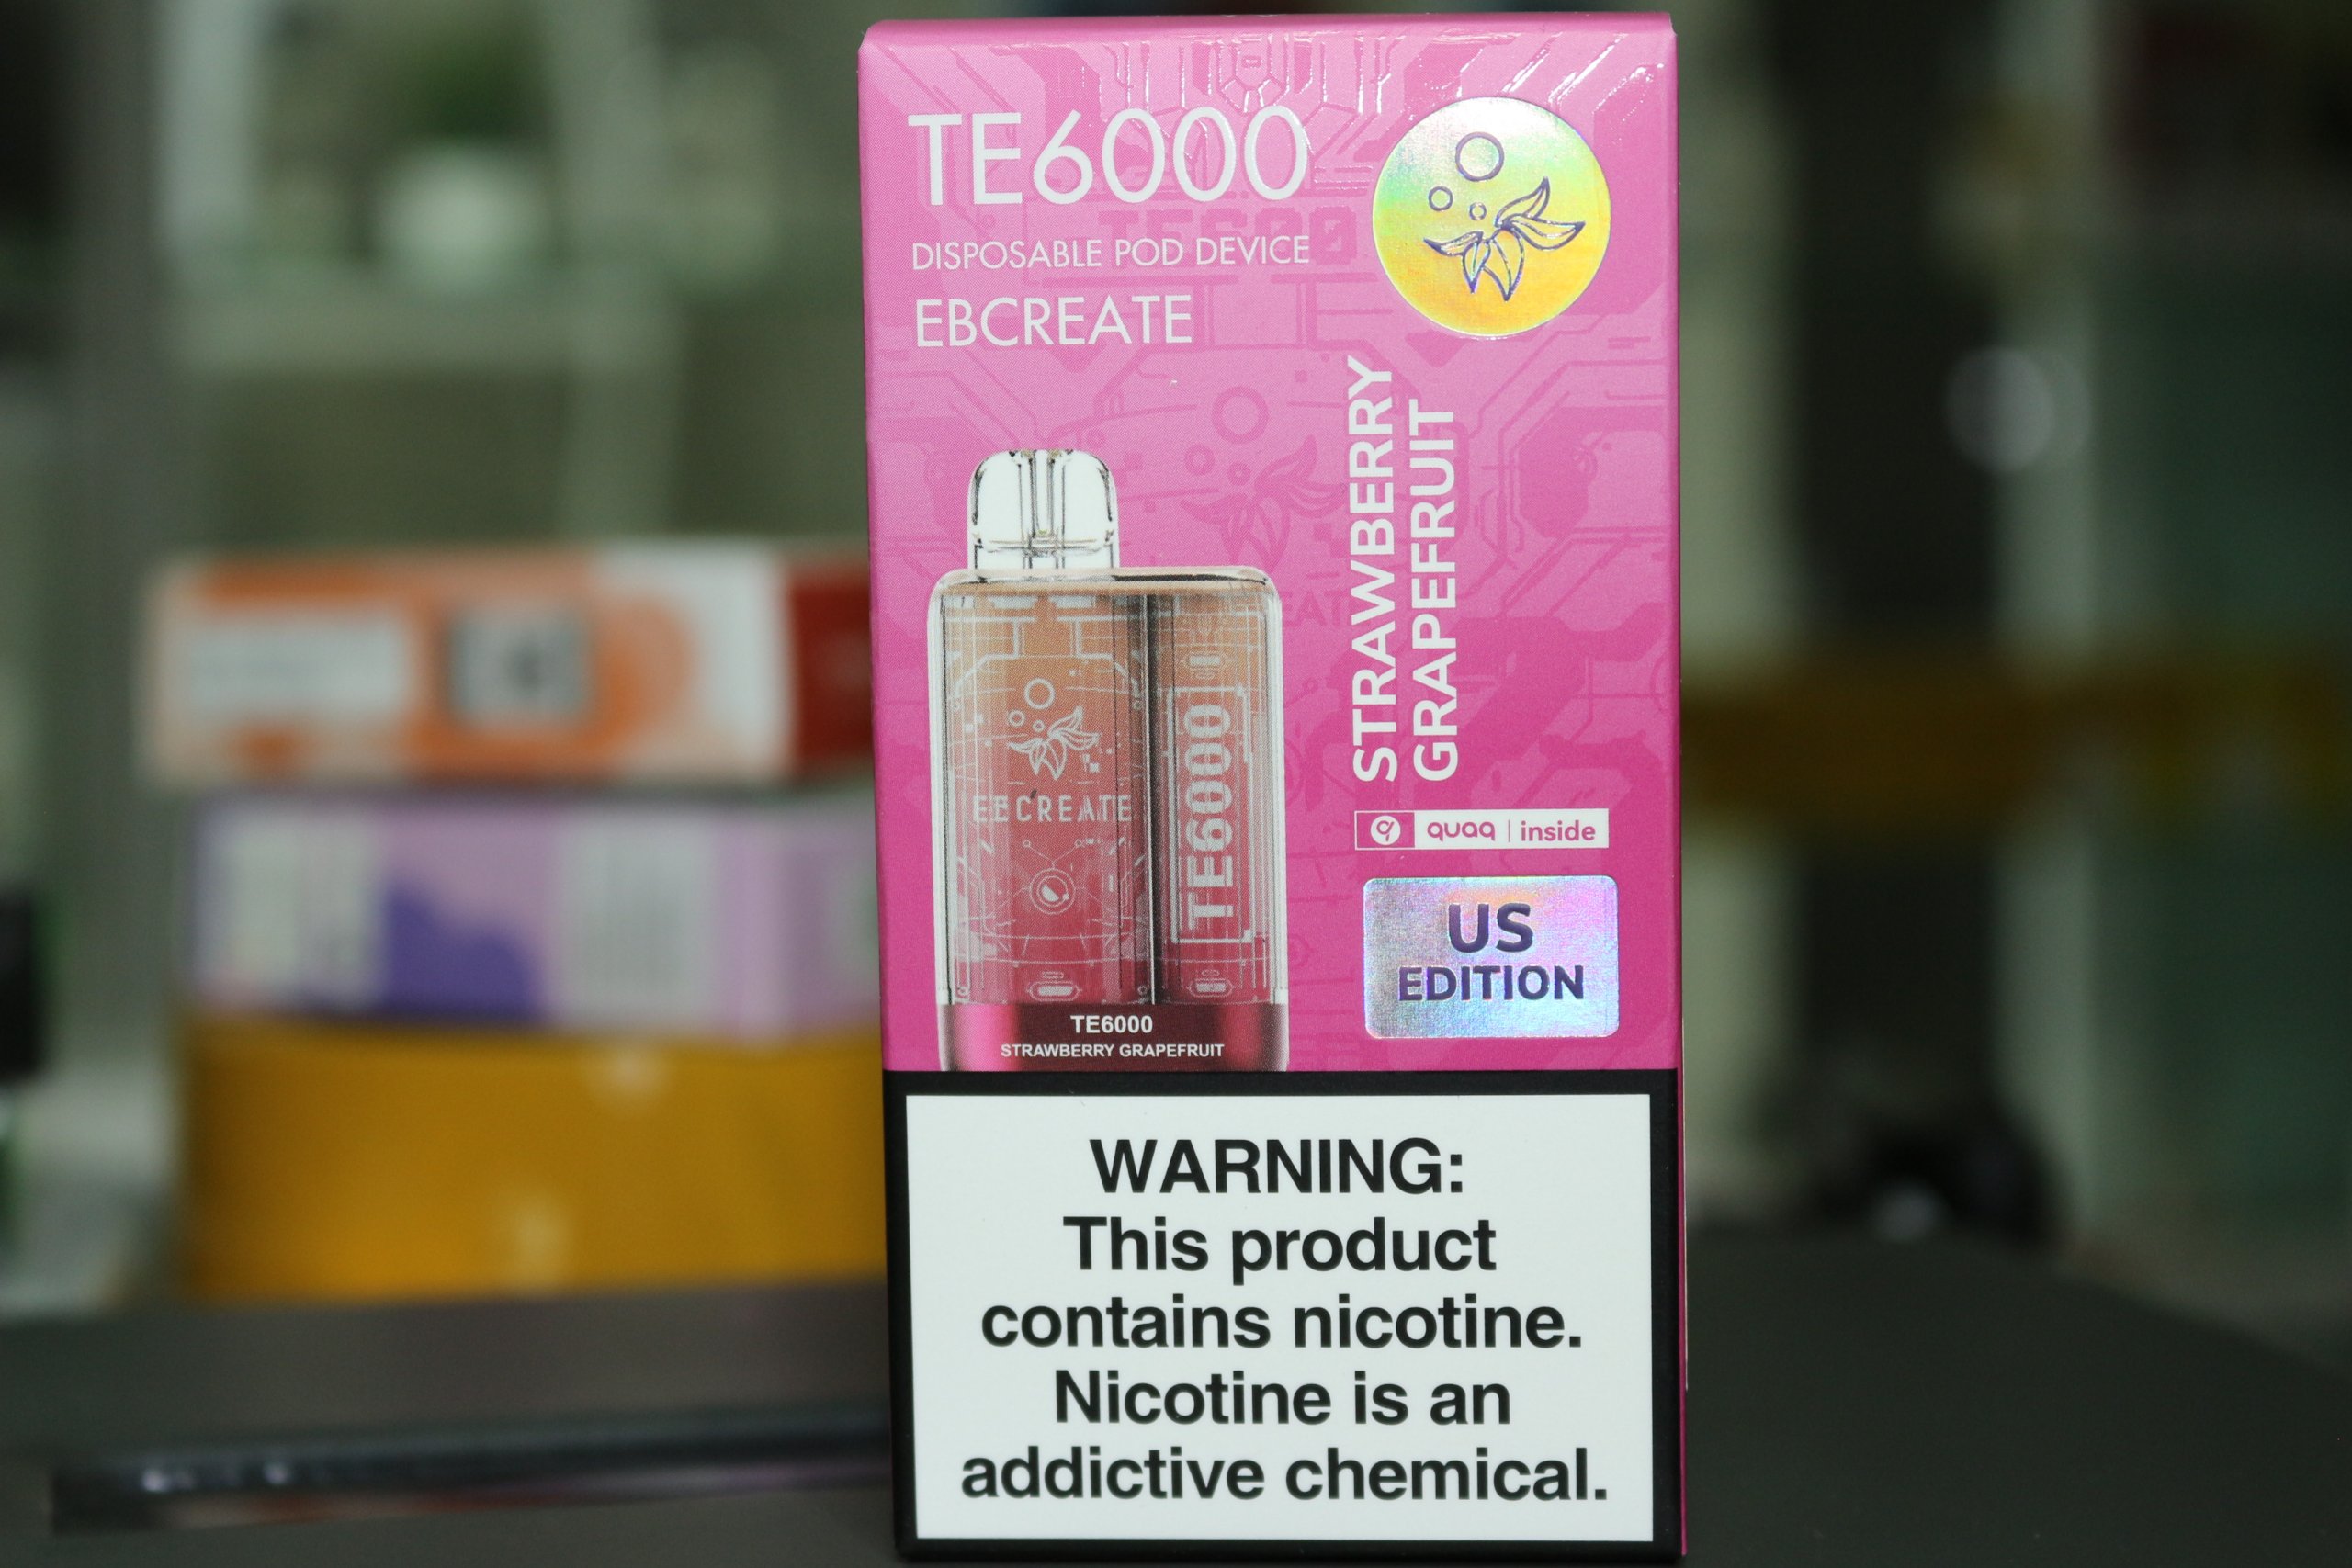 TE6000
DISPOSABLE POD DEVICE
EBCREATE
STRAWBERRY
GRAPEFRUIT
EBCREATE
TE6000
TE6000
STRAWBERRY GRAPEFRUIT
quaq | inside
US
EDITION
WARNING:
This product
contains nicotine.
Nicotine is an
addictive chemical.